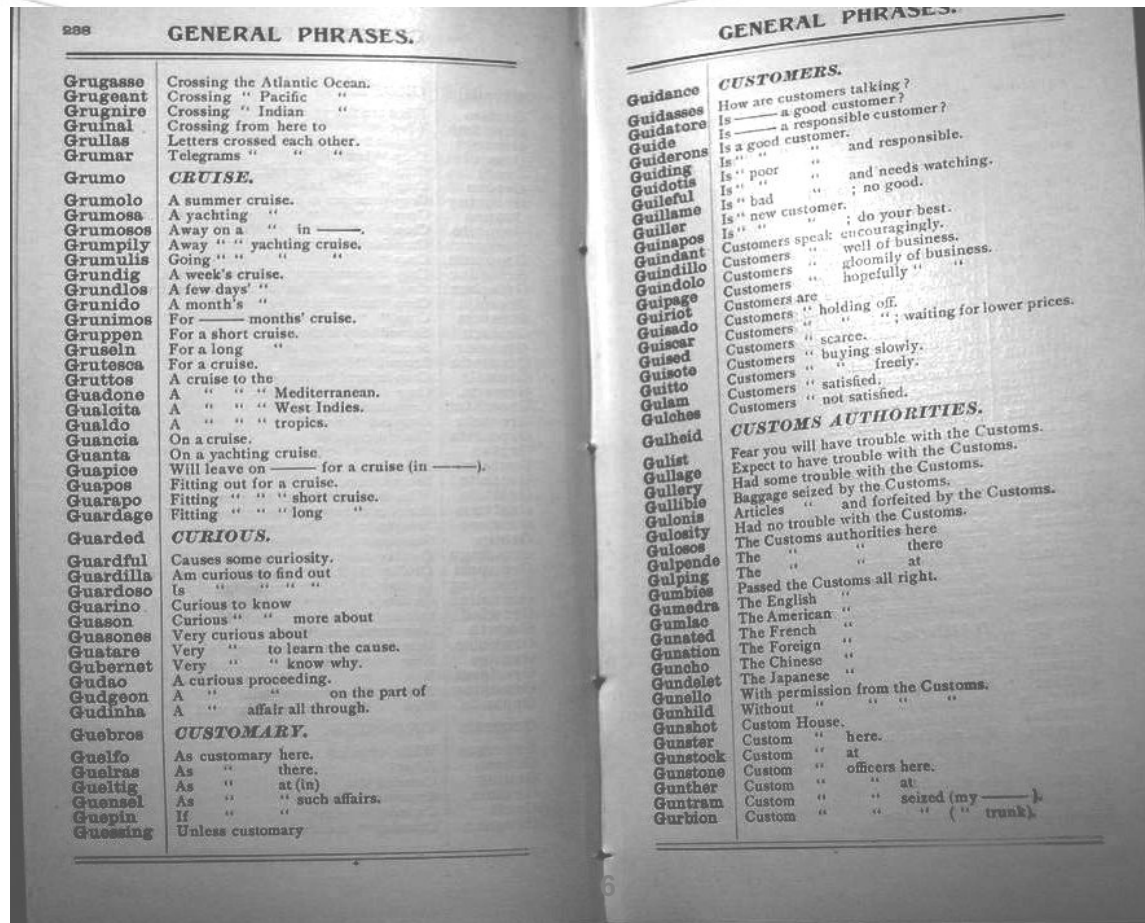 288 GENERAL PHRASES.
Grugasse Crossing the Atlantic Ocean.
Grugeant Crossing " Pacific "
Grugnire Crossing " Indian "
Gruinal Crossing from here to
Grullas Letters crossed each other.
Grumar Telegrams " " "
Grumo CRUISE.
Grumolo A summer cruise.
Grumosa A yachting "
Grumosos Away on a " in ——.
Grumpily Away " " yachting cruise.
Grumulis Going " " " "
Grundig A week's cruise.
Grundlos A few days' "
Grunido A month's "
Grunimos For —— months' cruise.
Gruppen For a short cruise.
Gruseln For a long "
Grutesca For a cruise.
Gruttos A cruise to the
Guadone A " " " Mediterranean.
Gualcita A " " " West Indies.
Gualdo A " " " tropics.
Guancia On a cruise.
Guanta On a yachting cruise
Guapice Will leave on —— for a cruise (in ——).
Guapos Fitting out for a cruise.
Guarapo Fitting " " " short cruise.
Guardage Fitting " " " long "
Guarded CURIOUS.
Guardful Causes some curiosity.
Guardilla Am curious to find out
Guardoso Is " " " "
Guarino Curious to know
Guason Curious " " more about
Guasones Very curious about
Guatare Very " to learn the cause.
Gubernet Very " " know why.
Gudao A curious proceeding.
Gudgeon A " " on the part of
Gudinha A " affair all through.
Guebros CUSTOMARY.
Guelfo As customary here.
Guelras As " there.
Gueltig As " at (in)
Guensel As " " such affairs.
Guepin If " "
Guessing Unless customary
GENERAL PHRASES.
Guidance CUSTOMERS.
Guidasses How are customers talking?
Guidatore Is —— a good customer?
Guide Is —— a responsible customer?
Guiderons Is a good customer.
Guiding Is " " " and responsible.
Guidotis Is " poor "
Guileful Is " " " and needs watching.
Guillame Is " bad " ; no good.
Guiller Is " new customer.
Guinapos Is " " " ; do your best.
Guindant Customers speak encouragingly.
Guindillo Customers " well of business.
Guindolo Customers " gloomily of business.
Guipage Customers " hopefully " "
Guiriot Customers are
Guisado Customers " holding off.
Guiscar Customers " " " ; waiting for lower prices.
Guised Customers " scarce.
Guisote Customers " buying slowly.
Guitto Customers " " freely.
Gulam Customers " satisfied.
Gulches Customers " not satisfied.
Gulheid CUSTOMS AUTHORITIES.
Gulist Fear you will have trouble with the Customs.
Gullage Expect to have trouble with the Customs.
Gullery Had some trouble with the Customs.
Gullible Baggage seized by the Customs.
Gulonis Articles " and forfeited by the Customs.
Gulosity Had no trouble with the Customs.
Gulosos The Customs authorities here
Gulpende The " " there
Gulping The " " at
Gumbies Passed the Customs all right.
Gumedra The English "
Gumlac The American "
Gunated The French "
Gunation The Foreign "
Guncho The Chinese "
Gundelet The Japanese "
Gunello With permission from the Customs.
Gunhild Without " " " "
Gunshot Custom House.
Gunster Custom " here.
Gunstock Custom " at
Gunstone Custom " officers here.
Gunther Custom " " at
Guntram Custom " " seized (my —— ).
Gurbion Custom " " " ( " trunk).
6